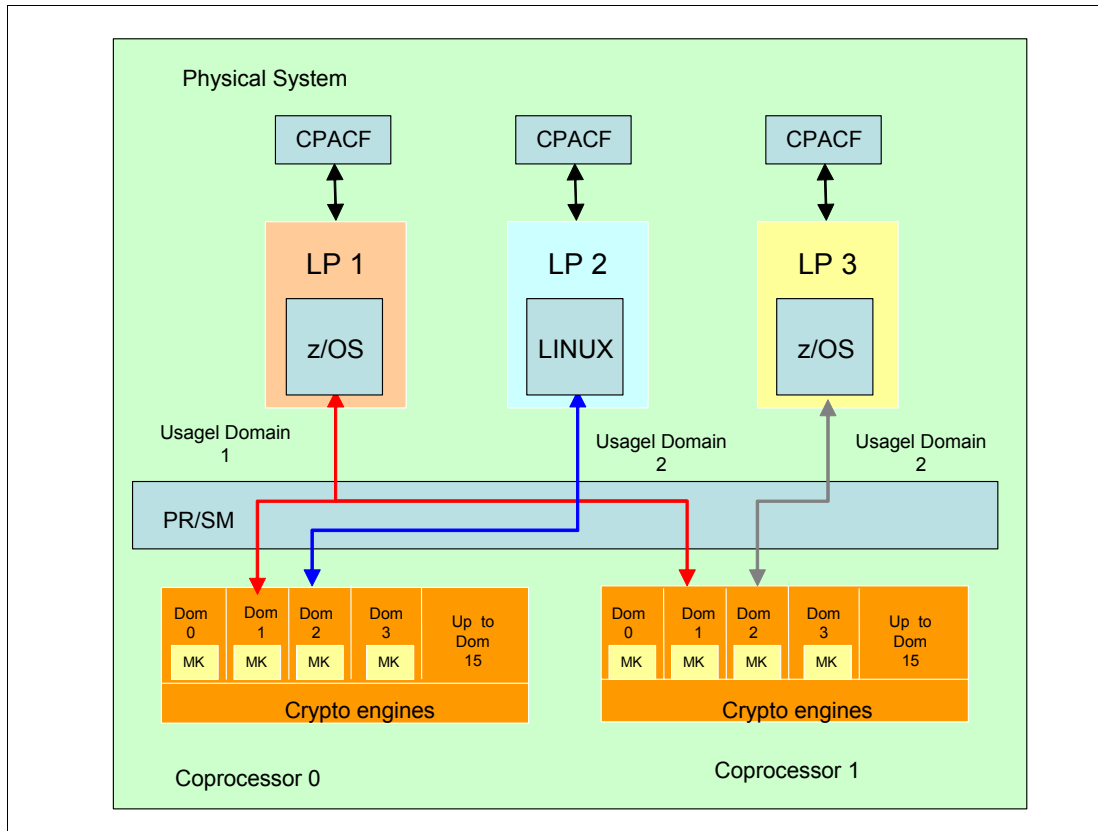 Physical System
CPACF
CPACF
CPACF
LP 1
LP 2
LP 3
z/OS
LINUX
z/OS
Usagel Domain
1
Usagel Domain
2
Usagel Domain
2
PR/SM
Dom
0
MK
Dom
1
MK
Dom
2
MK
Dom
3
MK
Up to
Dom
15
Crypto engines
Dom
0
MK
Dom
1
MK
Dom
2
MK
Dom
3
MK
Up to
Dom
15
Crypto engines
Coprocessor 0
Coprocessor 1